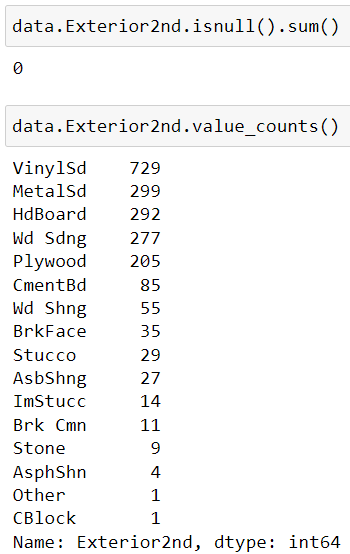 data.Exterior2nd.isnull().sum()
0
data.Exterior2nd.value_counts()
VinylSd    729
MetalSd    299
HdBoard    292
Wd Sdng    277
Plywood    205
CmentBd     85
Wd Shng     55
BrkFace     35
Stucco      29
AsbShng     27
ImStucc     14
Brk Cmn     11
Stone        9
AsphShn      4
Other        1
CBlock       1
Name: Exterior2nd, dtype: int64